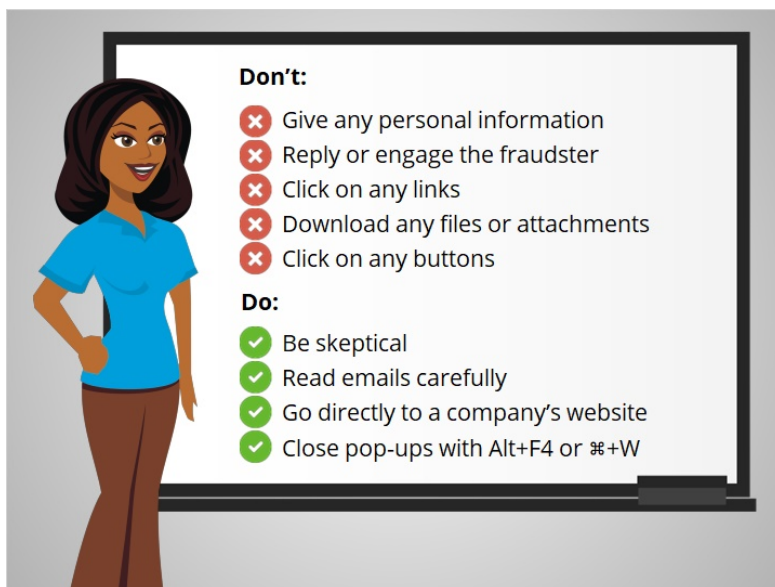 Don’t:
Give any personal information
Reply or engage the fraudster
Click on any links
Download any files or attachments
Click on any buttons
Do:
Be skeptical
Read emails carefully
Go directly to a company’s website
Close pop-ups with Alt+F4 or ⌘+W